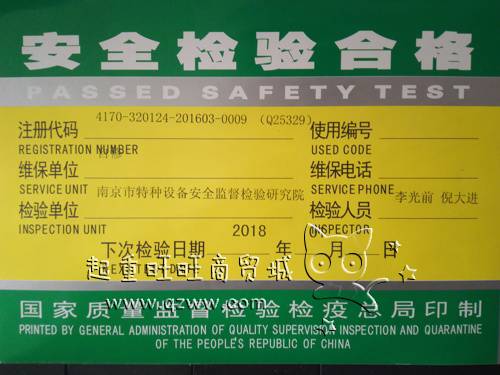 安全检验合格
PASSED SAFETY TEST
4170-320124-201603-0009 (Q25329)
注册代码 使用编号
REGISTRATION NUMBER USED CODE
维保单位 维保电话
SERVICE UNIT 南京市特种设备安全监督检验研究院 SERVICE PHONE 李光前 倪大进
检验单位 检验人员
INSPECTION UNIT INSPECTOR
2018
下次检验日期 年 月 日
起重旺旺商贸城
www.qzww.com
国家质量监督检验检疫总局印制
PRINTED BY GENERAL ADMINISTRATION OF QUALITY SUPERVISION INSPECTION AND QUARANTINE
OF THE PEOPLE'S REPUBLIC OF CHINA